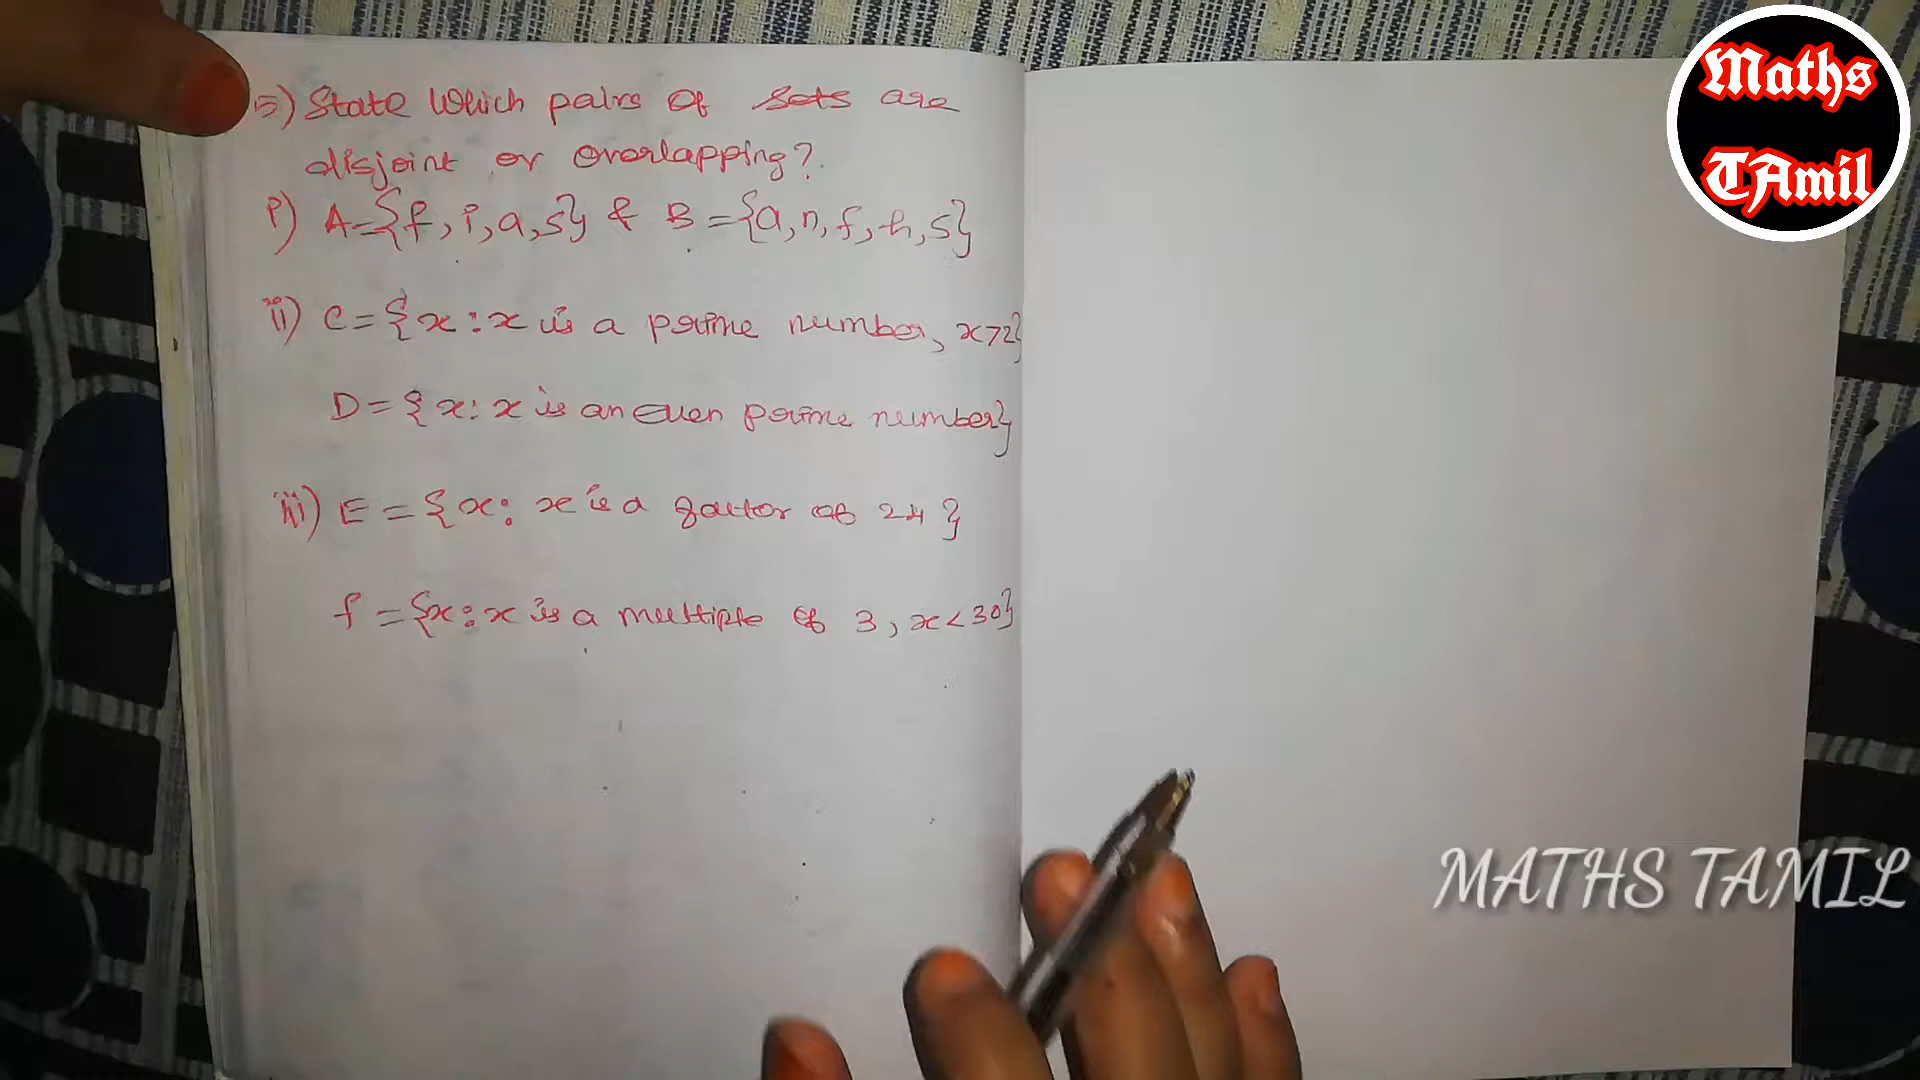 5) State which pairs of sets are
disjoint or overlapping?
i) A={f, i, a, s} & B={a, n, f, h, s}
ii) C={x:x is a prime number, x>2}
D={x:x is an even prime number}
iii) E={x: x is a factor of 24}
f={x:x is a multiple of 3, x<30}
Maths
TAmil
MATHS TAMIL